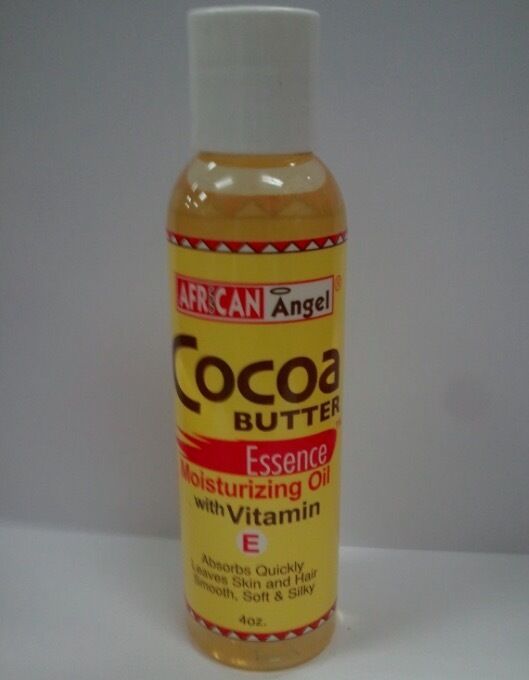 AFRICAN Angel®
Cocoa
BUTTER
Essence
Moisturizing Oil
with Vitamin
E
Absorbs Quickly
Leaves Skin and Hair
Smooth, Soft & Silky
4oz.